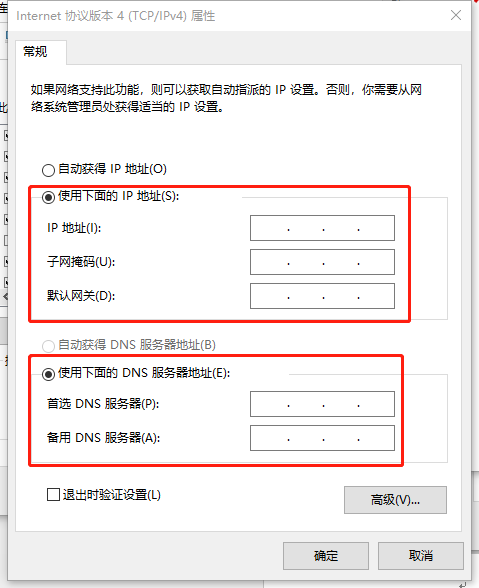 Internet 协议版本 4 (TCP/IPv4) 属性
常规
如果网络支持此功能，则可以获取自动指派的 IP 设置。否则，你需要从网
络系统管理员处获得适当的 IP 设置。
自动获得 IP 地址(O)
使用下面的 IP 地址(S):
IP 地址(I):
子网掩码(U):
默认网关(D):
自动获得 DNS 服务器地址(B)
使用下面的 DNS 服务器地址(E):
首选 DNS 服务器(P):
备用 DNS 服务器(A):
退出时验证设置(L)
高级(V)...
确定
取消